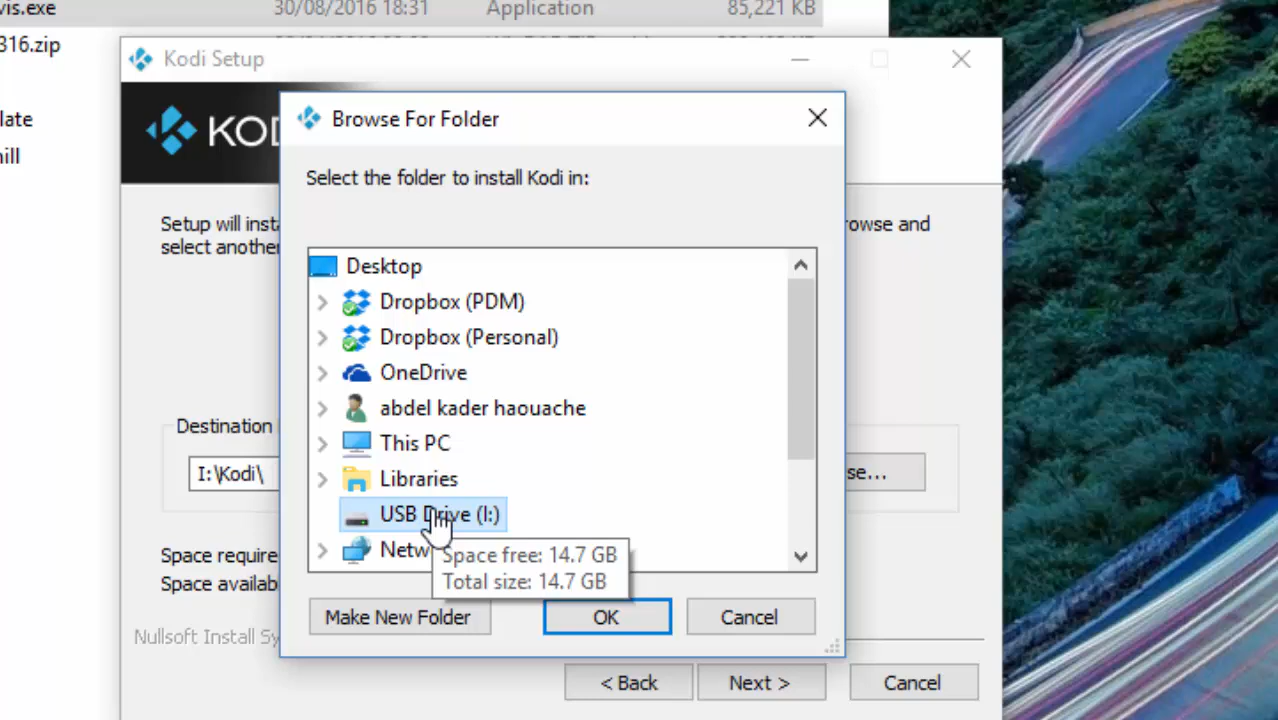 vis.exe 30/08/2016 18:31 Application 85,221 KB
316.zip
Kodi Setup
late
Browse For Folder
KOD
nill
Select the folder to install Kodi in:
Setup will insta
rowse and
select another
Desktop
Dropbox (PDM)
Dropbox (Personal)
OneDrive
abdel kader haouache
Destination
This PC
I:\Kodi\
se...
Libraries
USB Drive (I:)
Netw
Space free: 14.7 GB
Total size: 14.7 GB
Space require
Space availab
Make New Folder OK Cancel
Nullsoft Install Sy
< Back Next > Cancel